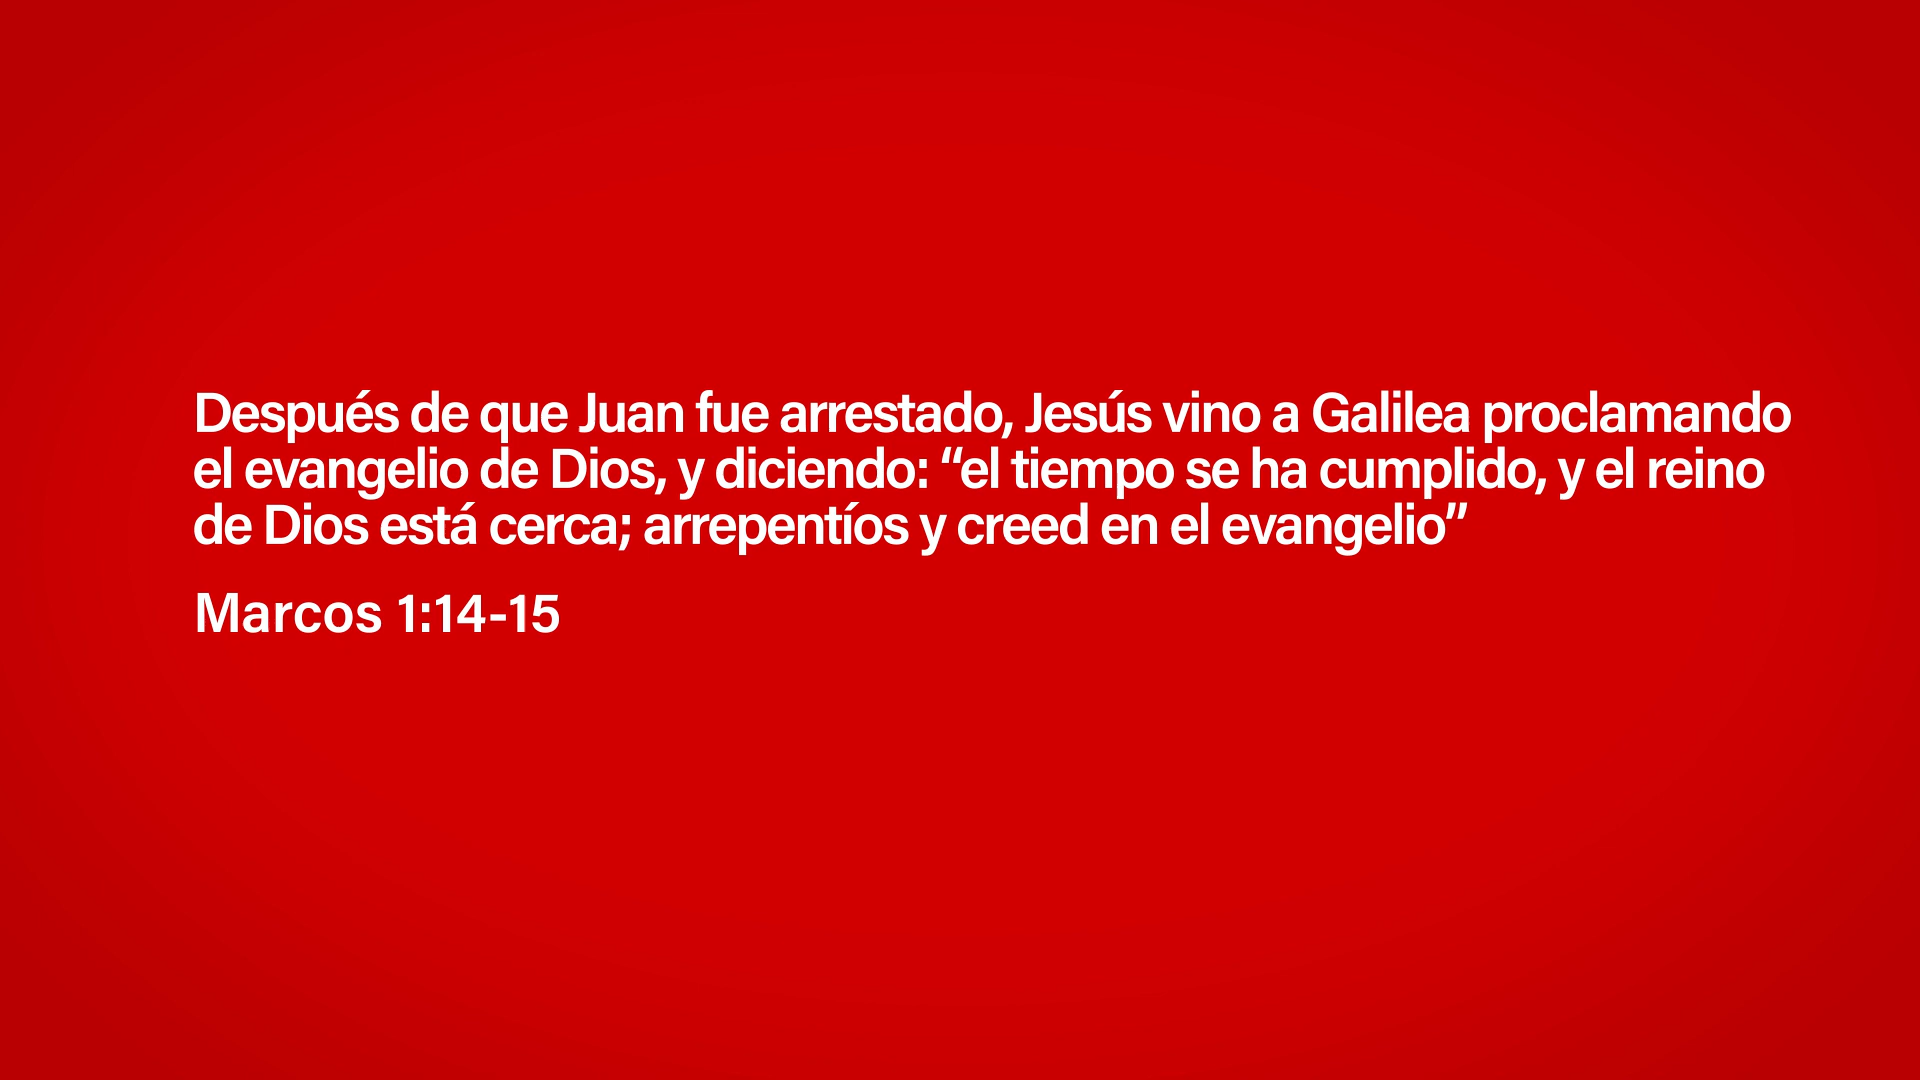 Después de que Juan fue arrestado, Jesús vino a Galilea proclamando
el evangelio de Dios, y diciendo: “el tiempo se ha cumplido, y el reino
de Dios está cerca; arrepentíos y creed en el evangelio”
Marcos 1:14-15